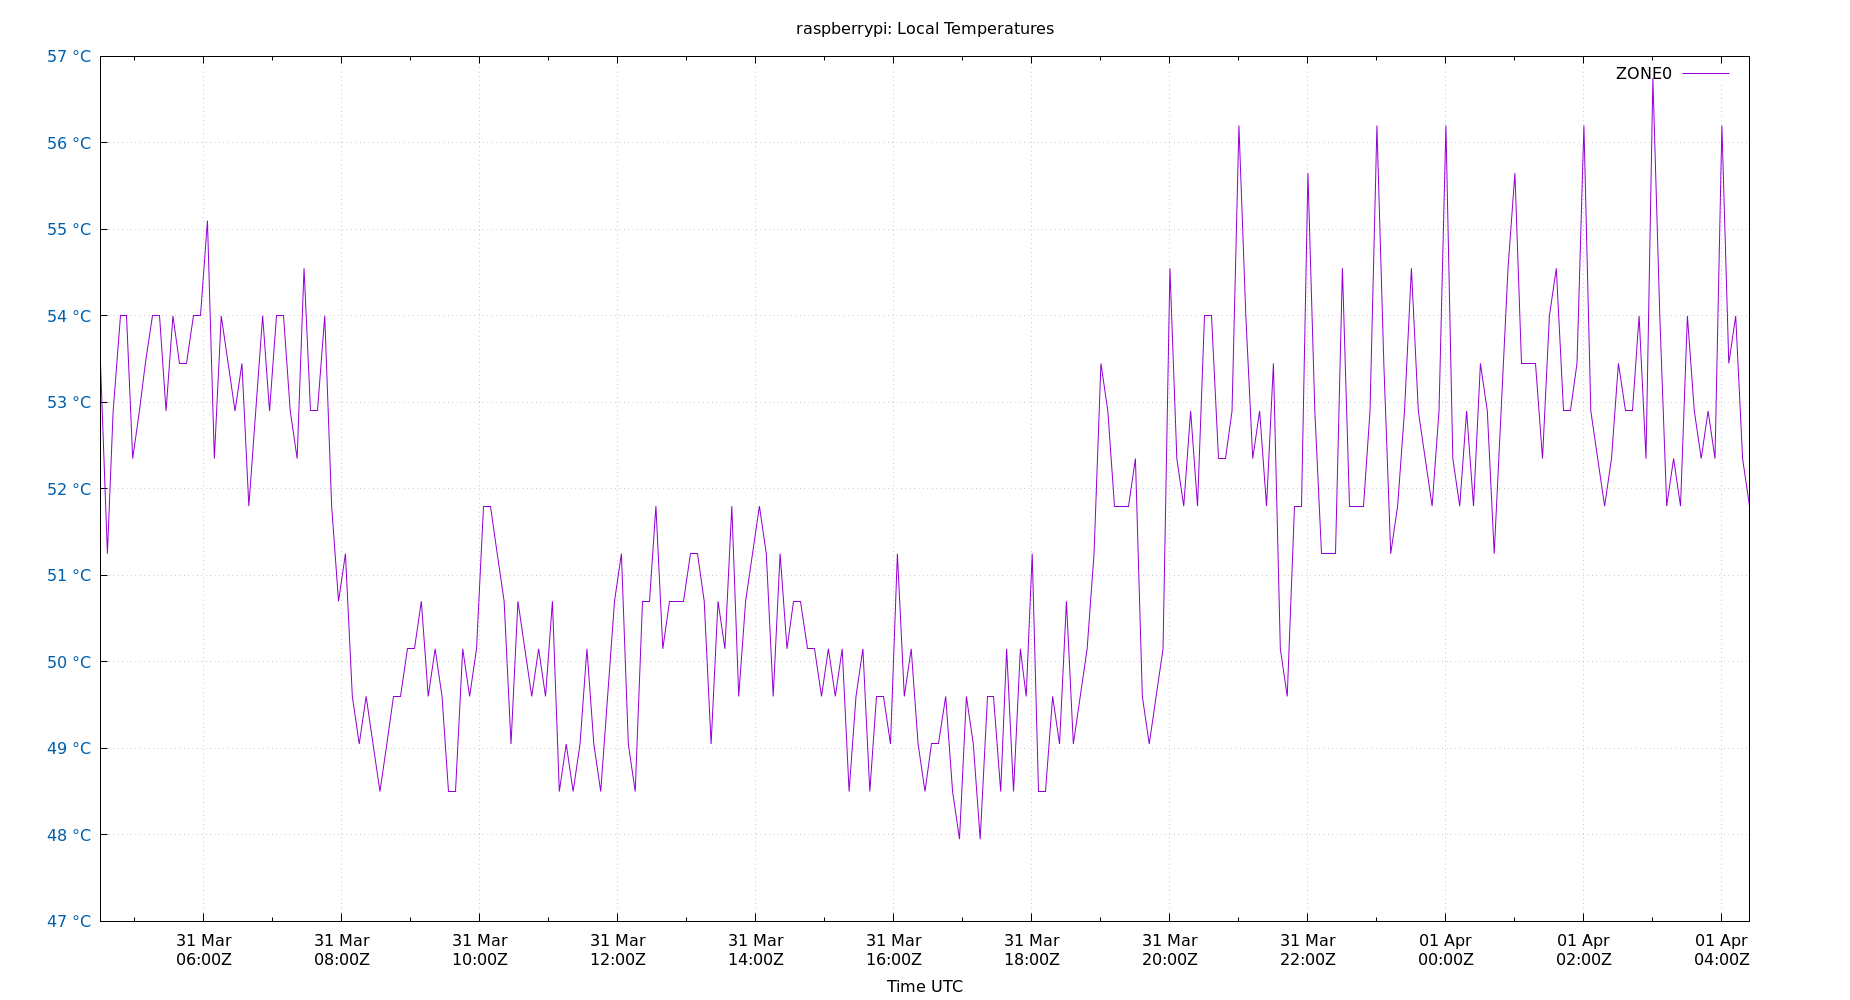 raspberrypi: Local Temperatures
57 °C
ZONE0
56 °C
55 °C
54 °C
53 °C
52 °C
51 °C
50 °C
49 °C
48 °C
47 °C
31 Mar 31 Mar 31 Mar 31 Mar 31 Mar 31 Mar 31 Mar 31 Mar 31 Mar 01 Apr 01 Apr 01 Apr
06:00Z 08:00Z 10:00Z 12:00Z 14:00Z 16:00Z 18:00Z 20:00Z 22:00Z 00:00Z 02:00Z 04:00Z
Time UTC